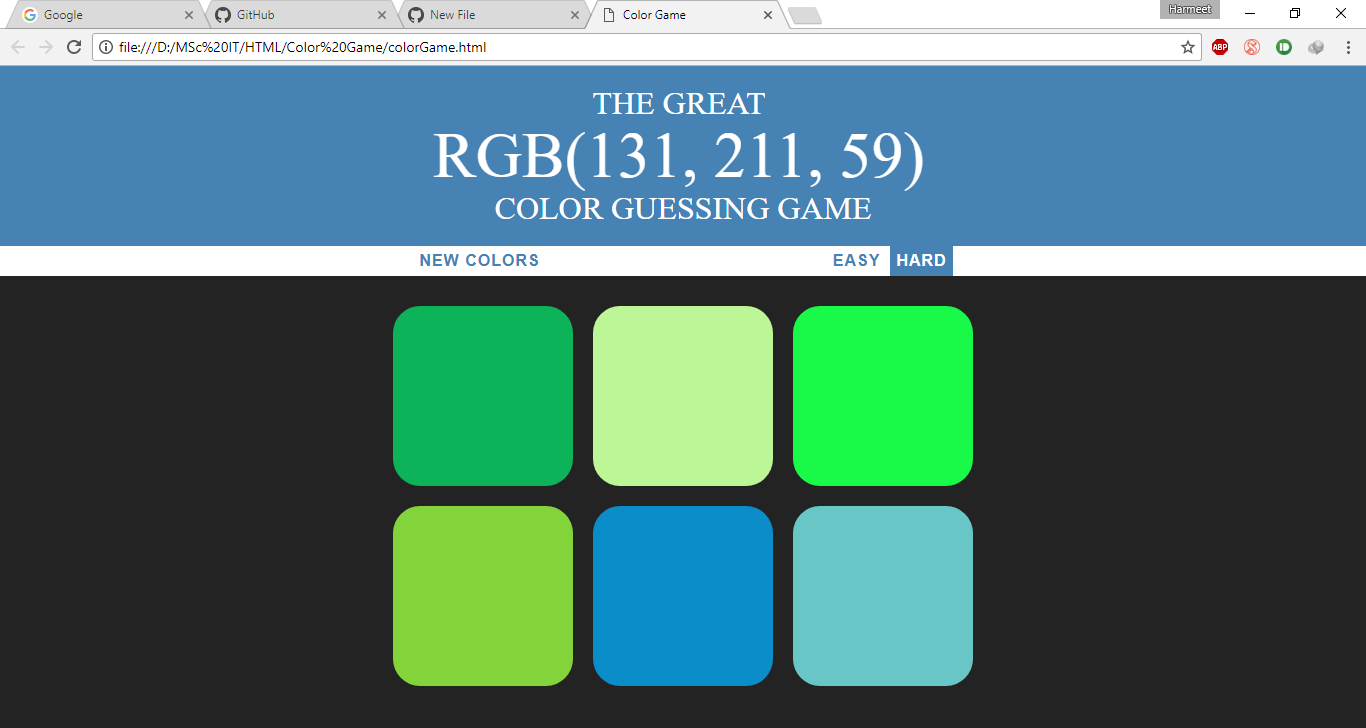 Google
GitHub
New File
Color Game
Harmeet
file:///D:/MSc%20IT/HTML/Color%20Game/colorGame.html
ABP
THE GREAT
RGB(131, 211, 59)
COLOR GUESSING GAME
NEW COLORS
EASY
HARD